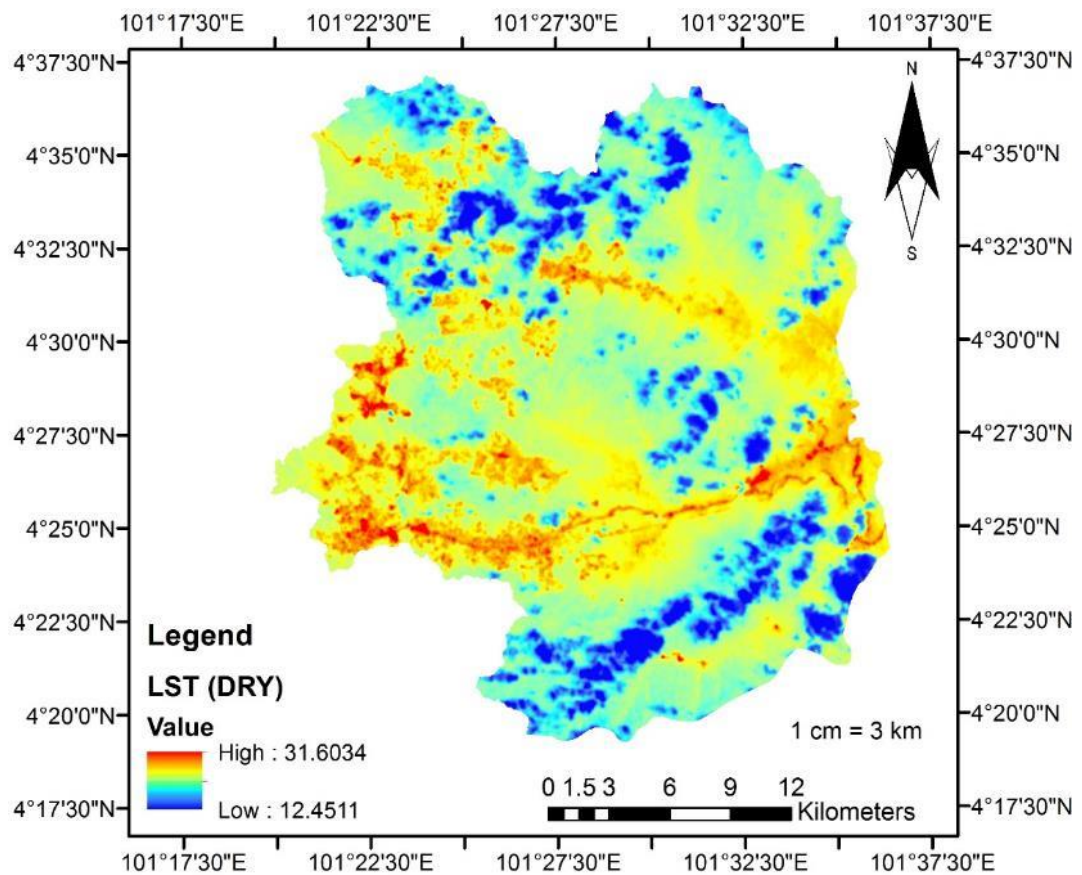 101°17'30"E 101°22'30"E 101°27'30"E 101°32'30"E 101°37'30"E
4°37'30"N 4°37'30"N
N
4°35'0"N 4°35'0"N
S
4°32'30"N 4°32'30"N
4°30'0"N 4°30'0"N
4°27'30"N 4°27'30"N
4°25'0"N 4°25'0"N
4°22'30"N 4°22'30"N
Legend
LST (DRY)
Value
High : 31.6034
Low : 12.4511
4°20'0"N 4°20'0"N
1 cm = 3 km
0 1.5 3 6 9 12
Kilometers
4°17'30"N 4°17'30"N
101°17'30"E 101°22'30"E 101°27'30"E 101°32'30"E 101°37'30"E